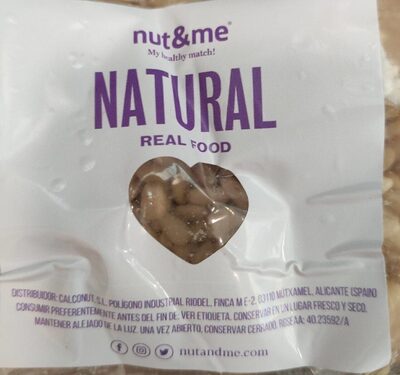 nut&me®
My healthy match!
NATURAL
REAL FOOD
DISTRIBUIDOR: CALCONUT, S.L. POLÍGONO INDUSTRIAL RIODEL, FINCA M E-2. 03110 MUTXAMEL, ALICANTE (SPAIN)
CONSUMIR PREFERENTEMENTE ANTES DEL FIN DE: VER ETIQUETA. CONSERVAR EN UN LUGAR FRESCO Y SECO.
MANTENER ALEJADO DE LA LUZ. UNA VEZ ABIERTO, CONSERVAR CERRADO. RGSEAA: 40.23592/A
nutandme.com